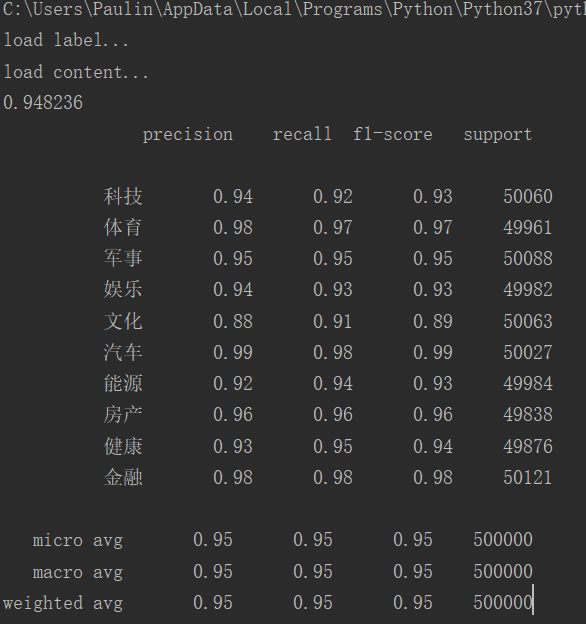 C:\Users\Paulin\AppData\Local\Programs\Python\Python37\pyth
load label...
load content...
0.948236
precision recall f1-score support
科技 0.94 0.92 0.93 50060
体育 0.98 0.97 0.97 49961
军事 0.95 0.95 0.95 50088
娱乐 0.94 0.93 0.93 49982
文化 0.88 0.91 0.89 50063
汽车 0.99 0.98 0.99 50027
能源 0.92 0.94 0.93 49984
房产 0.96 0.96 0.96 49838
健康 0.93 0.95 0.94 49876
金融 0.98 0.98 0.98 50121
micro avg 0.95 0.95 0.95 500000
macro avg 0.95 0.95 0.95 500000
weighted avg 0.95 0.95 0.95 500000